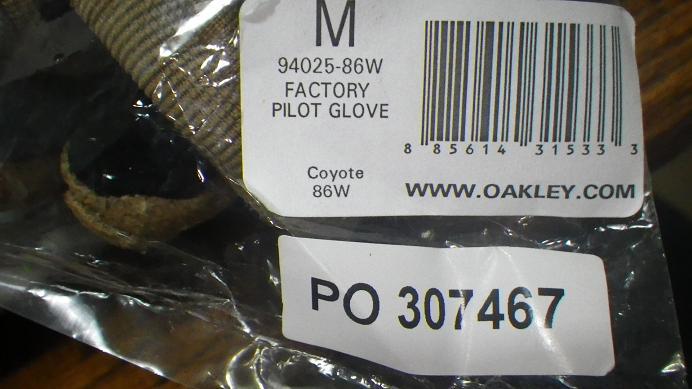 M
94025-86W
FACTORY
PILOT GLOVE
8 85614 31533 3
Coyote
86W
WWW.OAKLEY.COM
PO 307467